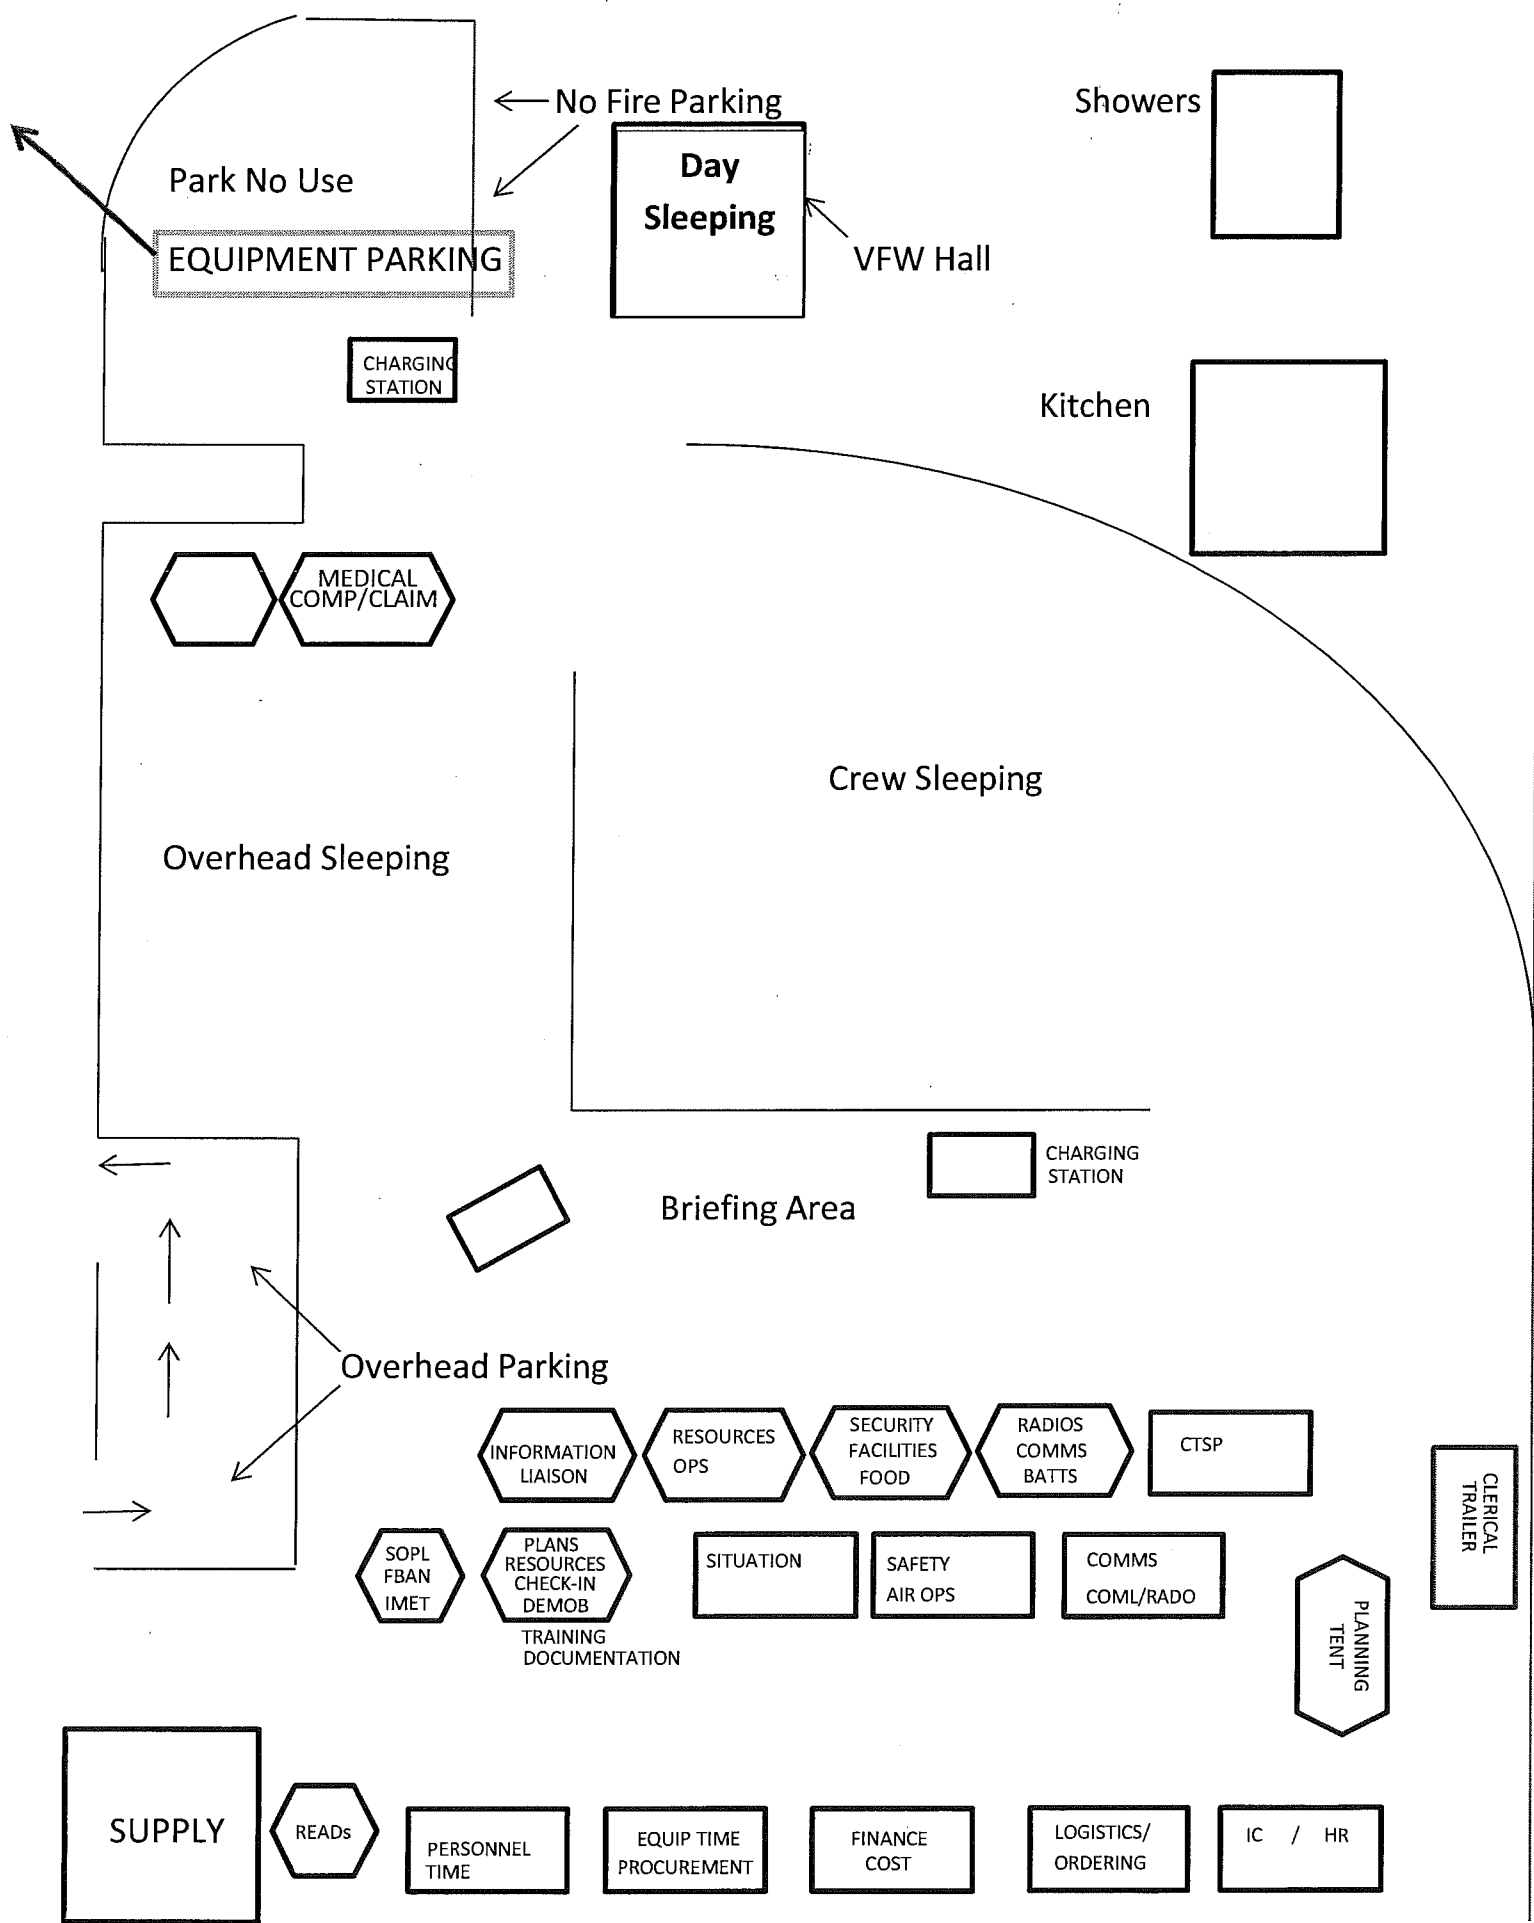 No Fire Parking
Showers
Day
Sleeping
Park No Use
EQUIPMENT PARKING
VFW Hall
CHARGING
STATION
Kitchen
MEDICAL
COMP/CLAIM
Crew Sleeping
Overhead Sleeping
CHARGING
STATION
Briefing Area
Overhead Parking
INFORMATION
LIAISON
RESOURCES
OPS
SECURITY
FACILITIES
FOOD
RADIOS
COMMS
BATTS
CTSP
CLERICAL
TRAILER
SOPL
FBAN
IMET
PLANS
RESOURCES
CHECK-IN
DEMOB
TRAINING
DOCUMENTATION
SITUATION
SAFETY
AIR OPS
COMMS
COML/RADO
PLANNING
TENT
SUPPLY
READs
PERSONNEL
TIME
EQUIP TIME
PROCUREMENT
FINANCE
COST
LOGISTICS/
ORDERING
IC / HR